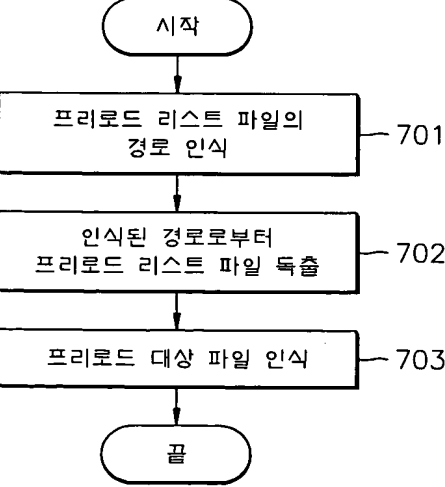 시작
프리로드 리스트 파일의
경로 인식
701
인식된 경로로부터
프리로드 리스트 파일 독출
702
프리로드 대상 파일 인식
703
끝